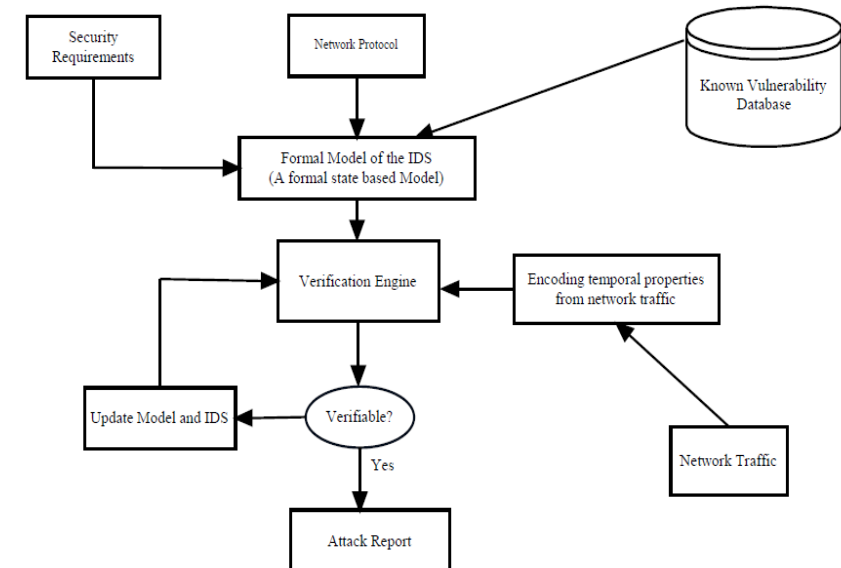 Security
Requirements
Network Protocol
Known Vulnerability
Database
Formal Model of the IDS
(A formal state based Model)
Verification Engine
Encoding temporal properties
from network traffic
Update Model and IDS
Verifiable?
Yes
Network Traffic
Attack Report